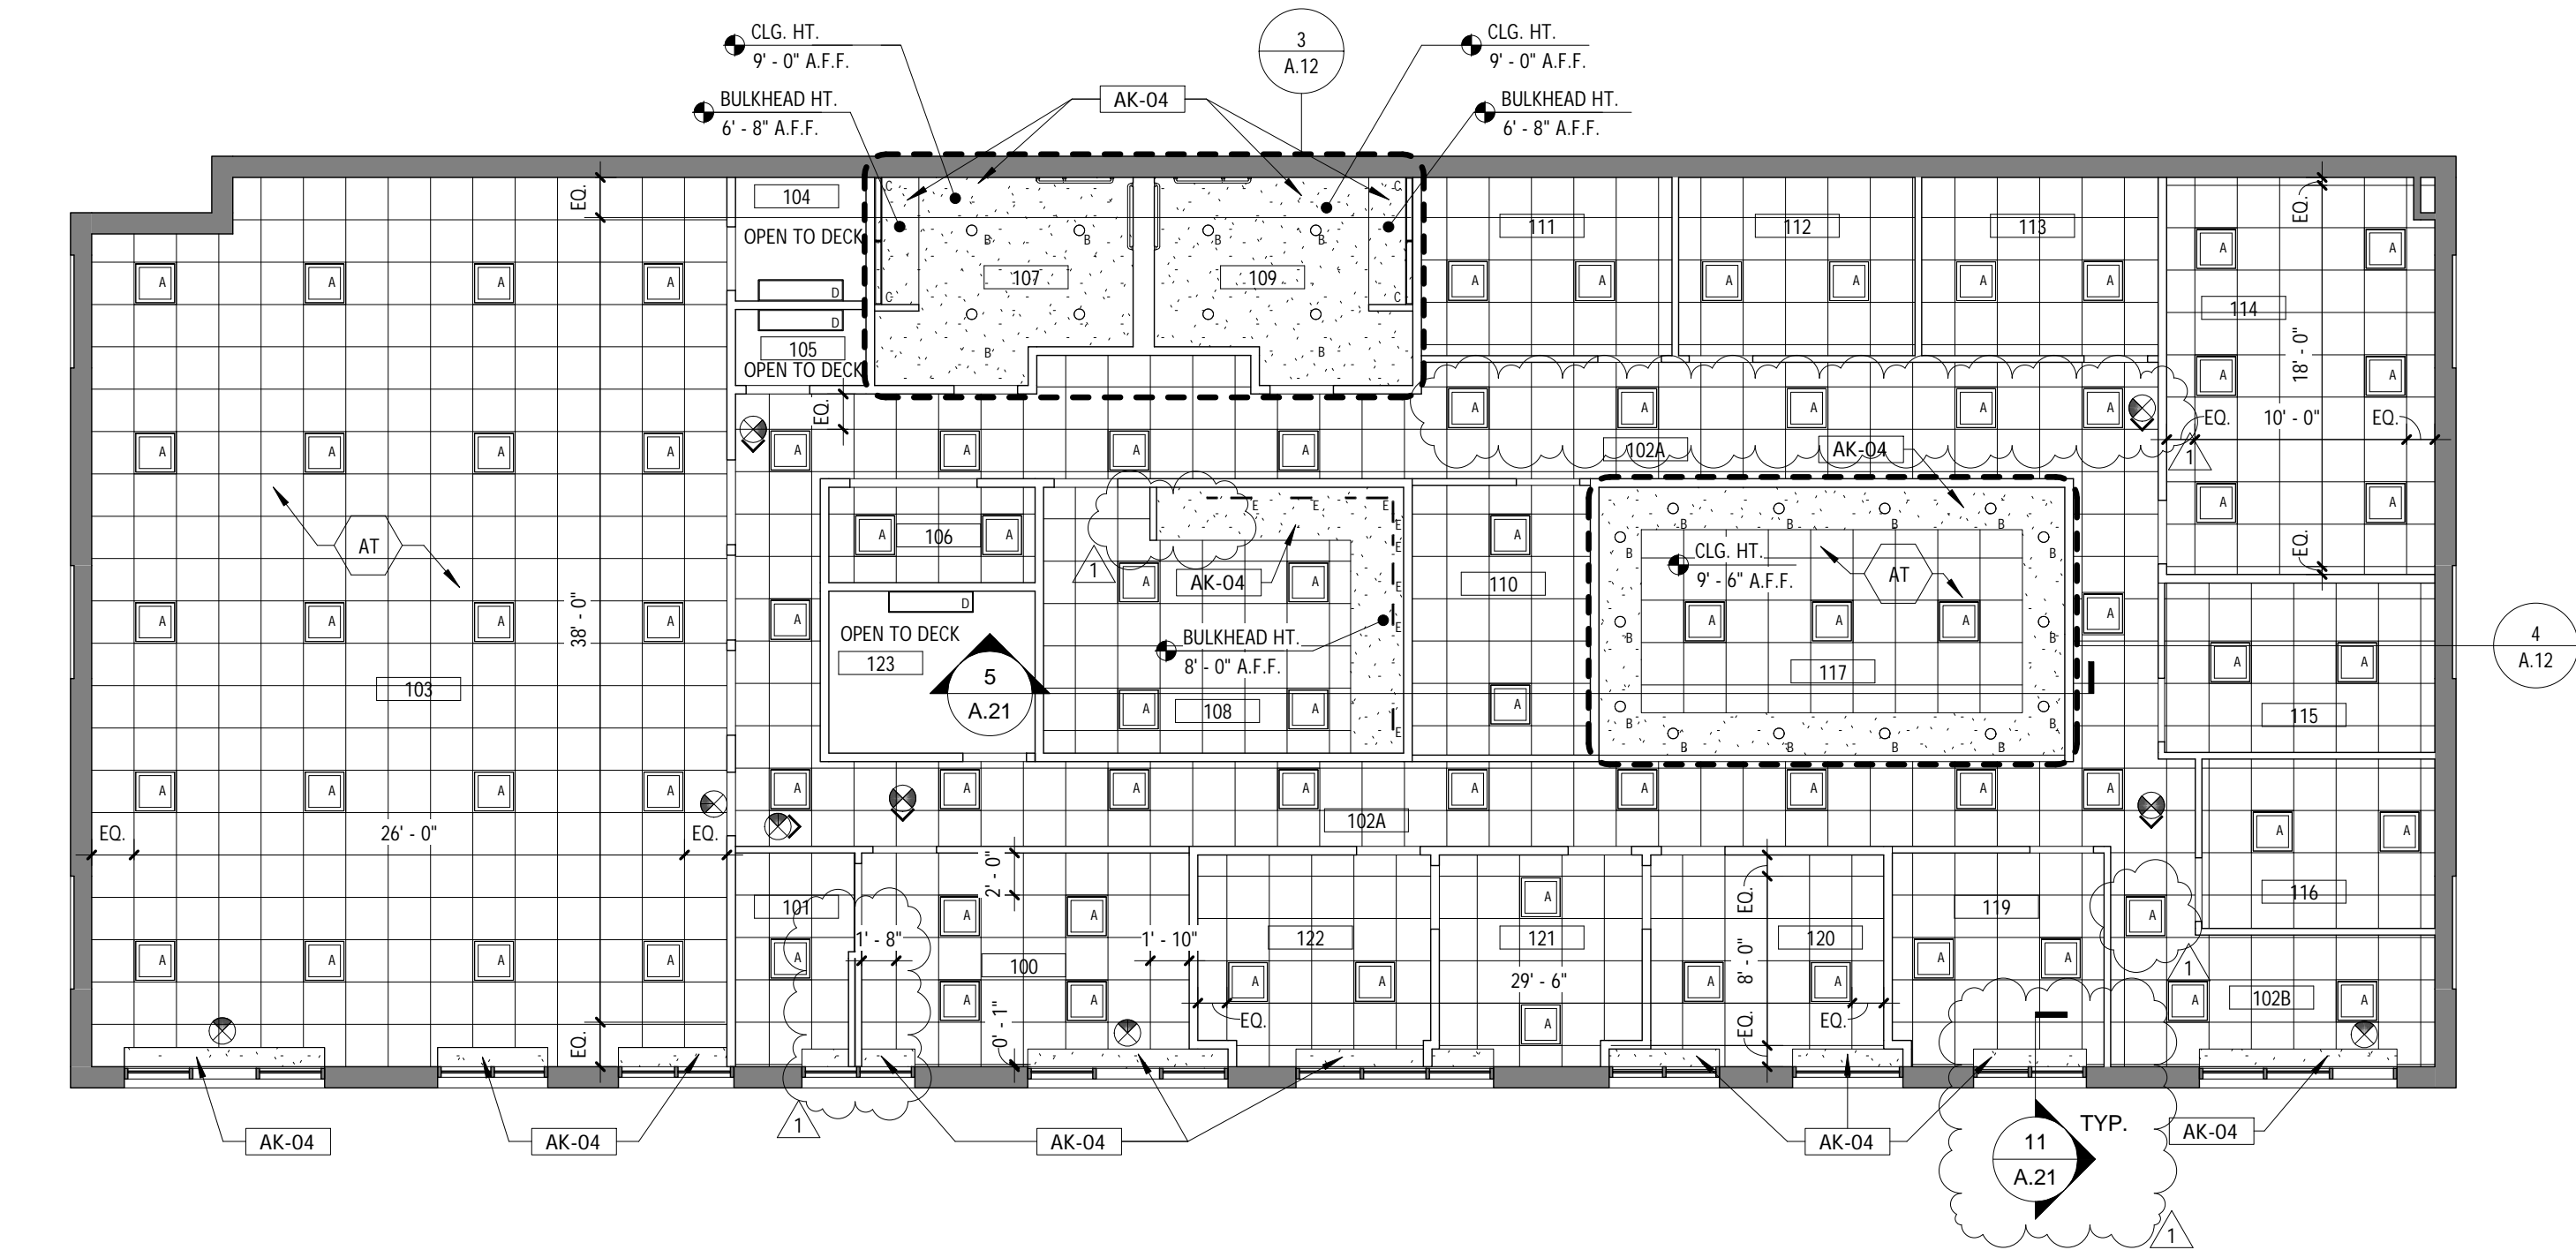 CLG. HT.
9' - 0" A.F.F.
3
A.12
CLG. HT.
9' - 0" A.F.F.
BULKHEAD HT.
6' - 8" A.F.F.
AK-04
BULKHEAD HT.
6' - 8" A.F.F.
EQ.
104
OPEN TO DECK
C
C
C
C
107
109
B
B
B
B
B
B
111
112
113
EQ.
114
A
A
A
A
A
A
A
A
A
A
A
A
D
D
105
OPEN TO DECK
EQ.
18' - 0"
A
A
A
A
A
A
A
EQ.
10' - 0"
EQ.
1
102A
AK-04
A
A
A
A
A
A
A
A
A
A
106
A
E
E
E
E
E
E
E
E
E
B
B
B
B
EQ.
AT
1
AK-04
A
A
A
110
CLG. HT.
9' - 6" A.F.F.
AT
B
B
B
B
B
B
A
A
A
A
A
38' - 0"
A
D
OPEN TO DECK
123
5
A.21
BULKHEAD HT.
8' - 0" A.F.F.
A
A
A
A
4
A.12
103
A
108
A
A
117
B
B
B
B
115
A
A
A
A
A
A
A
A
A
A
A
A
A
A
EQ.
26' - 0"
EQ.
102A
A
A
101
2' - 0"
119
116
A
A
A
EQ.
A
A
A
A
A
A
1' - 8"
100
1' - 10"
122
121
120
A
A
A
A
29' - 6"
8' - 0"
A
A
A
A
1
A
102B
A
EQ.
0' - 1"
EQ.
A
EQ.
EQ.
1
AK-04
AK-04
AK-04
AK-04
11
A.21
TYP.
AK-04
1